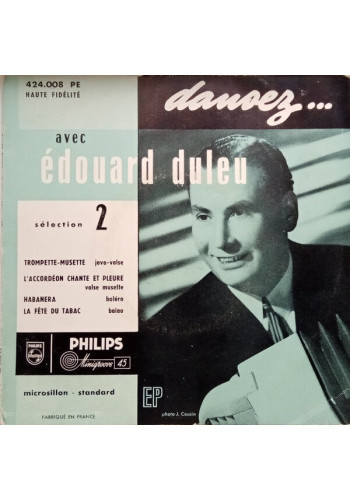 424.008 PE
HAUTE FIDÉLITÉ
dansez...
avec
édouard duleu
sélection 2
TROMPETTE-MUSETTE java-valse
L'ACCORDÉON CHANTE ET PLEURE
valse musette
HABANERA boléro
LA FÊTE DU TABAC baiao
PHILIPS
PHILIPS
Minigroove 45
microsillon - standard
EP
photo J. Coussin
FABRIQUÉ EN FRANCE